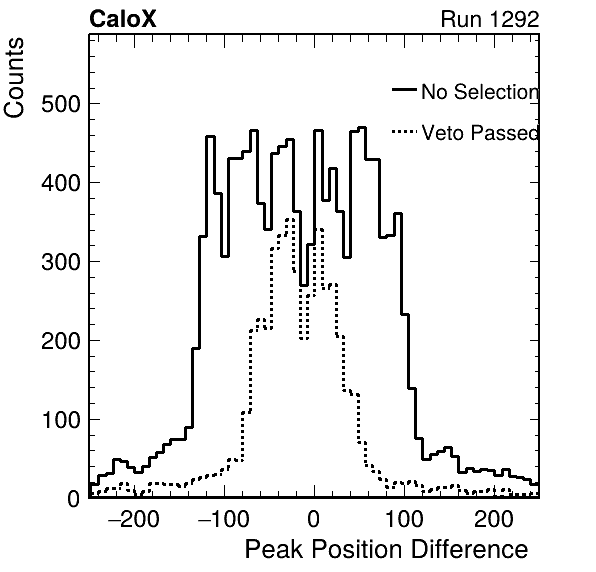 CaloX Run 1292
Counts
No Selection
Veto Passed
500
400
300
200
100
0
−200 −100 0 100 200
Peak Position Difference